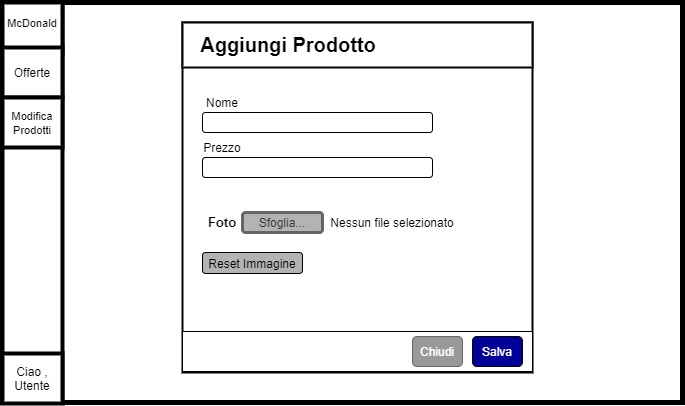 McDonald
Offerte
Modifica
Prodotti
Ciao ,
Utente
Aggiungi Prodotto
Nome
Prezzo
Foto Sfoglia... Nessun file selezionato
Reset Immagine
Chiudi Salva